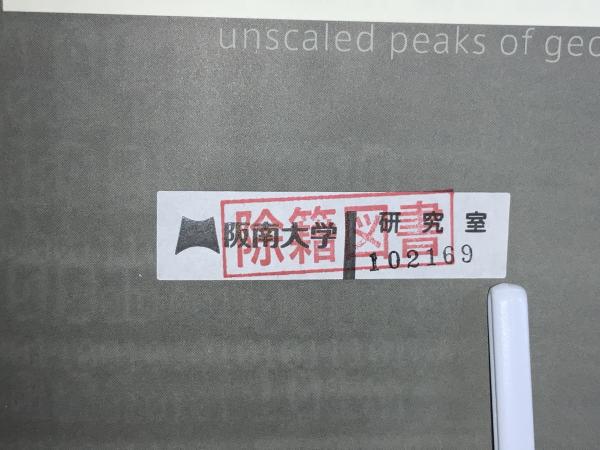 unscaled peaks of geo
阪南大学 研究室
除籍図書
102169